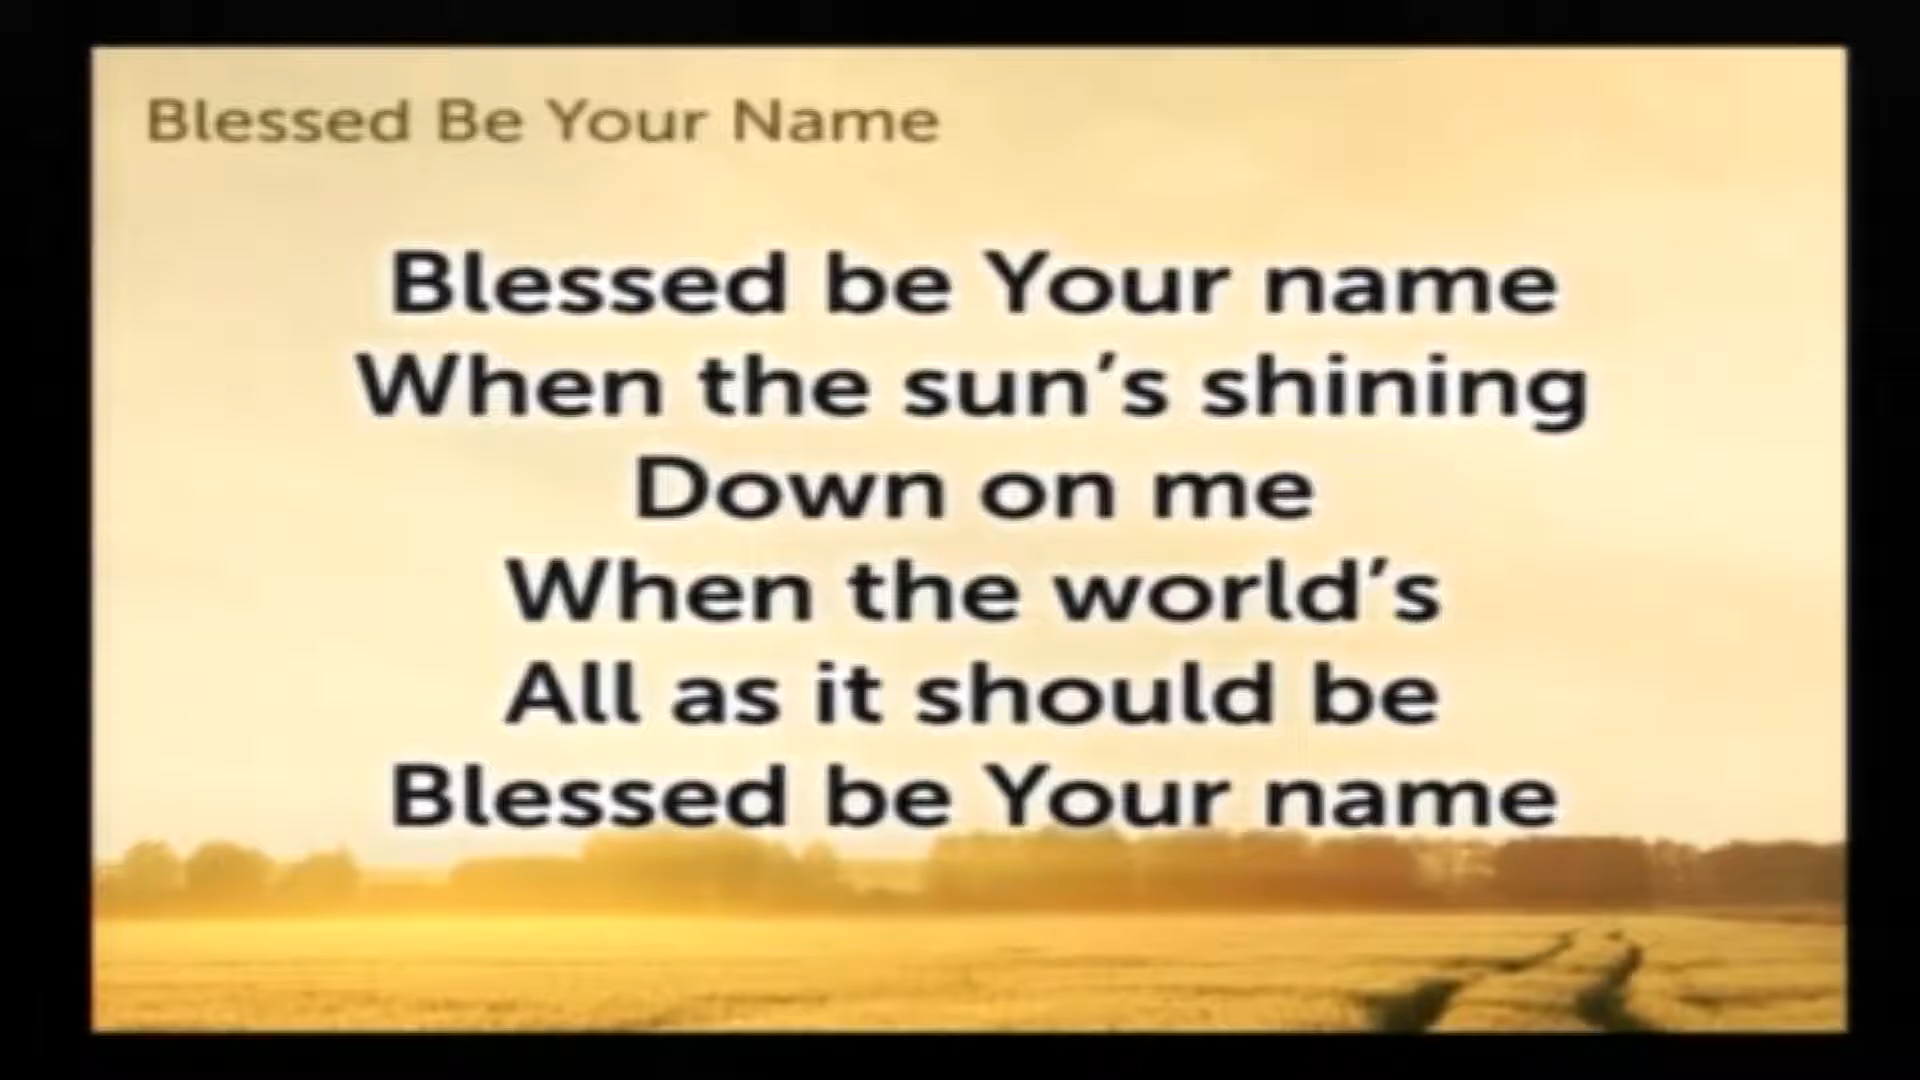 Blessed Be Your Name
Blessed be Your name
When the sun’s shining
Down on me
When the world’s
All as it should be
Blessed be Your name